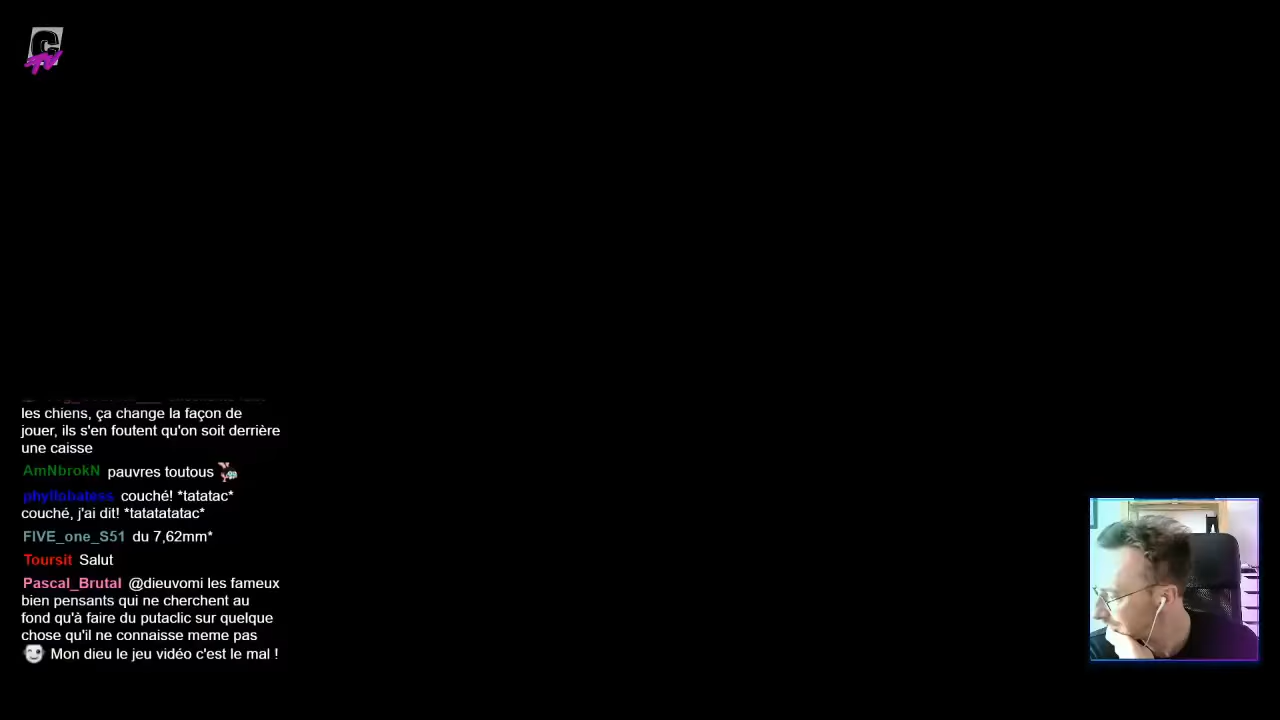 C
TV
les chiens, ça change la façon de
jouer, ils s'en foutent qu'on soit derrière
une caisse
AmNbrokN pauvres toutous
phyllobatess couché! *tatatac*
couché, j'ai dit! *tatatatatac*
FIVE_one_S51 du 7,62mm*
Toursit Salut
Pascal_Brutal @dieuvomi les fameux
bien pensants qui ne cherchent au
fond qu'à faire du putaclic sur quelque
chose qu'il ne connaisse meme pas
Mon dieu le jeu vidéo c'est le mal !